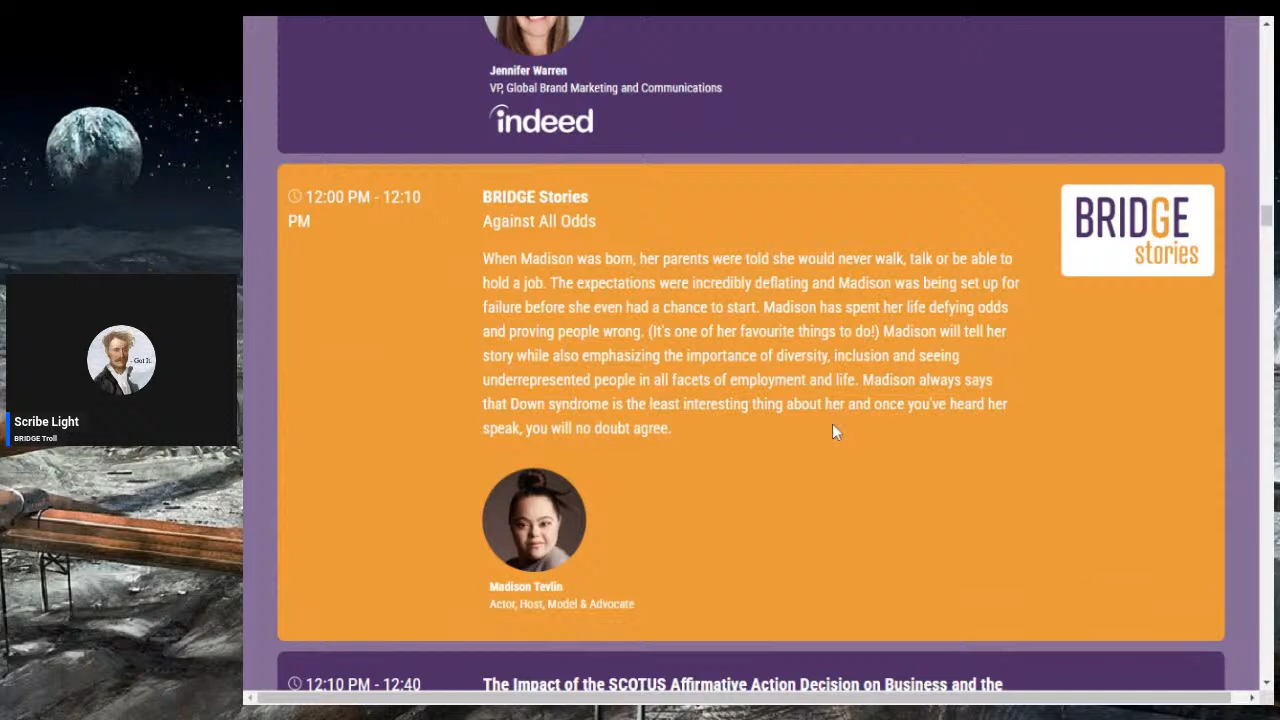 Jennifer Warren
VP, Global Brand Marketing and Communications
indeed
12:00 PM - 12:10
PM
BRIDGE Stories
Against All Odds
BRIDGE
stories
When Madison was born, her parents were told she would never walk, talk or be able to
hold a job. The expectations were incredibly deflating and Madison was being set up for
failure before she even had a chance to start. Madison has spent her life defying odds
and proving people wrong. (It's one of her favourite things to do!) Madison will tell her
story while also emphasizing the importance of diversity, inclusion and seeing
underrepresented people in all facets of employment and life. Madison always says
that Down syndrome is the least interesting thing about her and once you've heard her
speak, you will no doubt agree.
- Got It.
Scribe Light
BRIDGE Troll
Madison Tevlin
Actor, Host, Model & Advocate
12:10 PM - 12:40
The Impact of the SCOTUS Affirmative Action Decision on Business and the